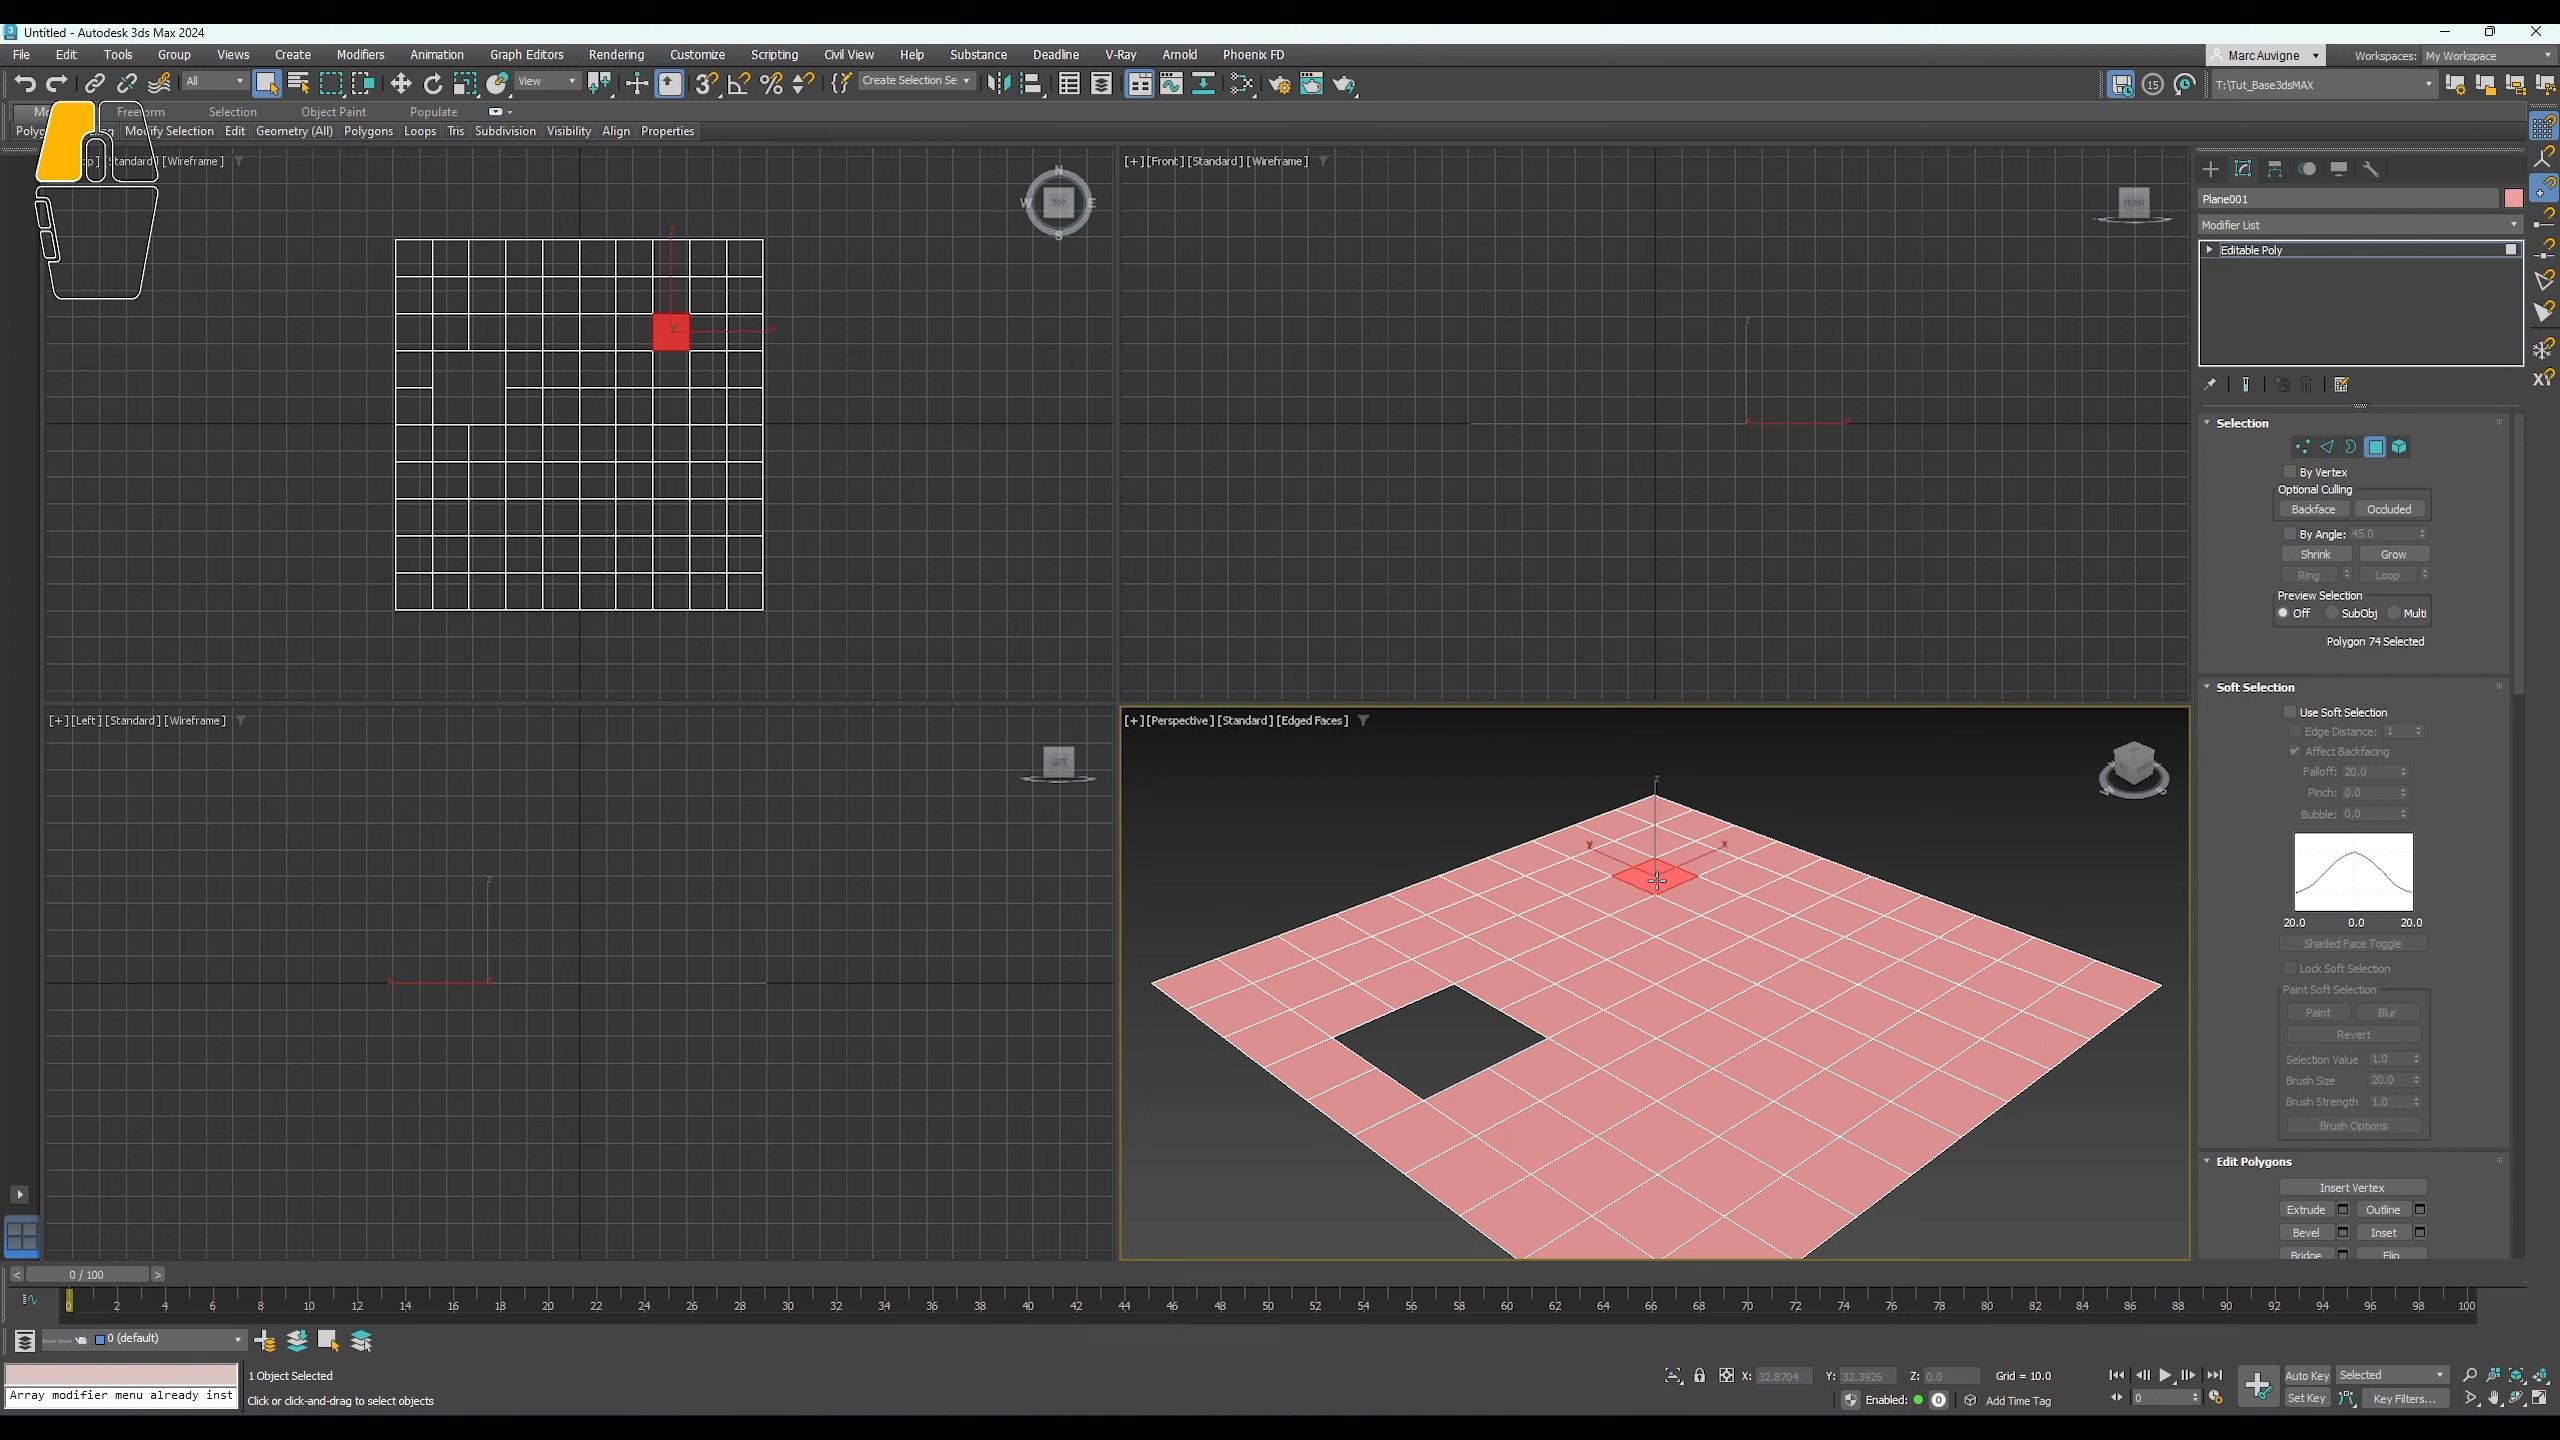 Untitled - Autodesk 3ds Max 2024
File Edit Tools Group Views Create Modifiers Animation Graph Editors Rendering Customize Scripting Civil View Help Substance Deadline V-Ray Arnold Phoenix FD
Marc Auvigne
Workspaces: My Workspace
All
View
Create Selection Se
15
T:\Tut_Base3dsMAX
Freeform Selection Object Paint Populate
Modify Selection Edit Geometry (All) Polygons Loops Tris Subdivision Visibility Align Properties
[Wireframe]
[+] [Front] [Standard] [Wireframe]
N
W TOP E
S
FRONT
y
x
z
x
Plane001
Modifier List
Editable Poly
Selection
By Vertex
Optional Culling
Backface Occluded
By Angle: 45.0
Shrink Grow
Ring Loop
Preview Selection
Off SubObj Multi
Polygon 74 Selected
Soft Selection
Use Soft Selection
Edge Distance: 1
Affect Backfacing
Falloff: 20.0
Pinch: 0.0
Bubble: 0.0
20.0 0.0 20.0
Shaded Face Toggle
Lock Soft Selection
Paint Soft Selection
Paint Blur
Revert
Selection Value 1.0
Brush Size 20.0
Brush Strength 1.0
Brush Options
Edit Polygons
Insert Vertex
Extrude Outline
Bevel Inset
Bridge Flip
XY
[+] [Left] [Standard] [Wireframe]
LEFT
z
[+] [Perspective] [Standard] [Edged Faces]
z
y x
< 0 / 100 >
0 2 4 6 8 10 12 14 16 18 20 22 24 26 28 30 32 34 36 38 40 42 44 46 48 50 52 54 56 58 60 62 64 66 68 70 72 74 76 78 80 82 84 86 88 90 92 94 96 98 100
0 (default)
1 Object Selected
Array modifier menu already inst
Click or click-and-drag to select objects
X: 32.8704 Y: 32.3926 Z: 0.0 Grid = 10.0
Enabled: 0 Add Time Tag
0
Auto Key Selected
Set Key Key Filters...